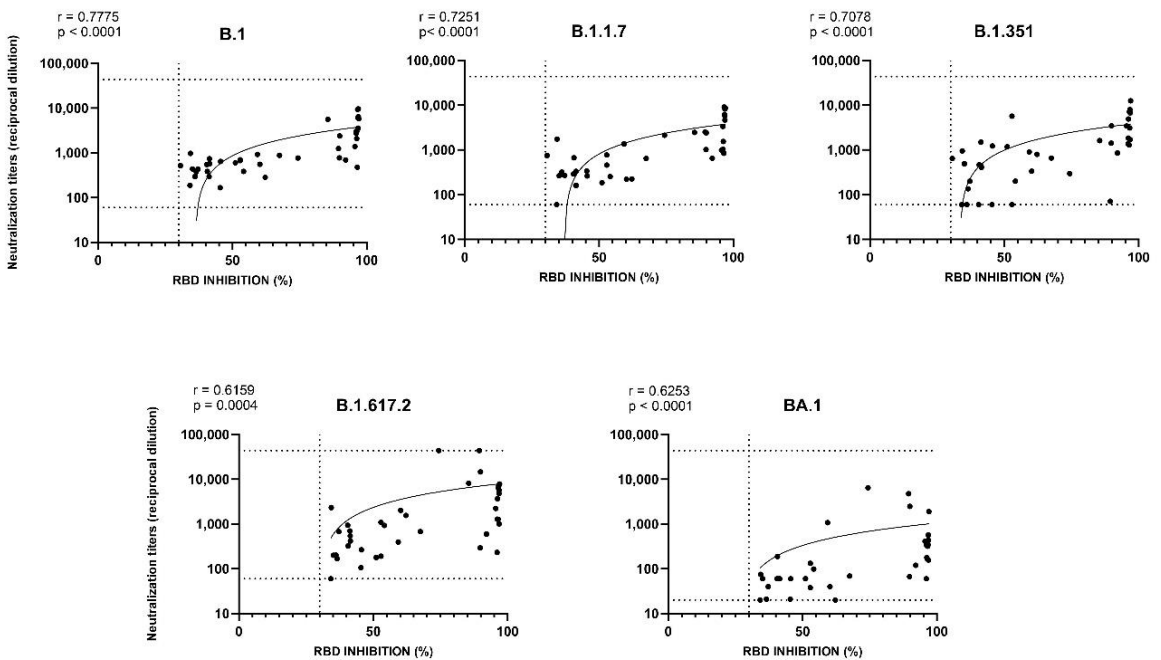 r = 0.7775
p < 0.0001
B.1
Neutralization titers (reciprocal dilution)
100,000
10,000
1,000
100
10
0
50
100
RBD INHIBITION (%)
r = 0.7251
p< 0.0001
B.1.1.7
100,000
10,000
1,000
100
10
0
50
100
RBD INHIBITION (%)
r = 0.7078
p < 0.0001
B.1.351
100,000
10,000
1,000
100
10
0
50
100
RBD INHIBITION (%)
r = 0.6159
p = 0.0004
B.1.617.2
Neutralization titers (reciprocal dilution)
100,000
10,000
1,000
100
10
0
50
100
RBD INHIBITION (%)
r = 0.6253
p < 0.0001
BA.1
100,000
10,000
1,000
100
10
0
50
100
RBD INHIBITION (%)